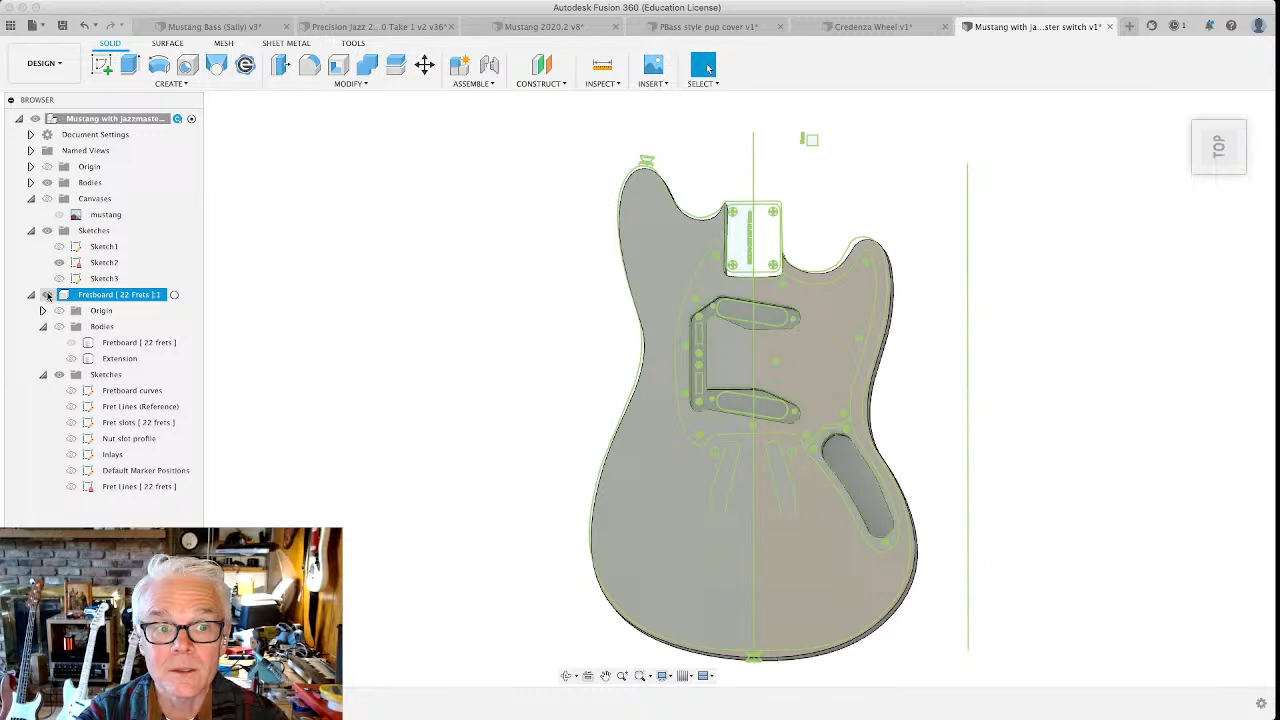 Autodesk Fusion 360 (Education License)
Mustang Bass (Sally) v3*
Precision Jazz 2...0 Take 1 v2 v36*
Mustang 2020.2 v8*
PBass style pup cover v1*
Credenza Wheel v1*
Mustang with ja...ster switch v1*
1
SOLID
SURFACE
MESH
SHEET METAL
TOOLS
DESIGN
CREATE
MODIFY
ASSEMBLE
CONSTRUCT
INSPECT
INSERT
SELECT
BROWSER
Mustang with Jazzmaste...
Document Settings
Named Views
Origin
Bodies
Canvases
mustang
Sketches
Sketch1
Sketch2
Sketch3
Fretboard [ 22 Frets ]:1
Origin
Bodies
Fretboard [ 22 frets ]
Extension
Sketches
Fretboard curves
Fret Lines (Reference)
Fret slots [ 22 frets ]
Nut slot profile
Inlays
Default Marker Positions
Fret Lines [ 22 frets ]
TOP